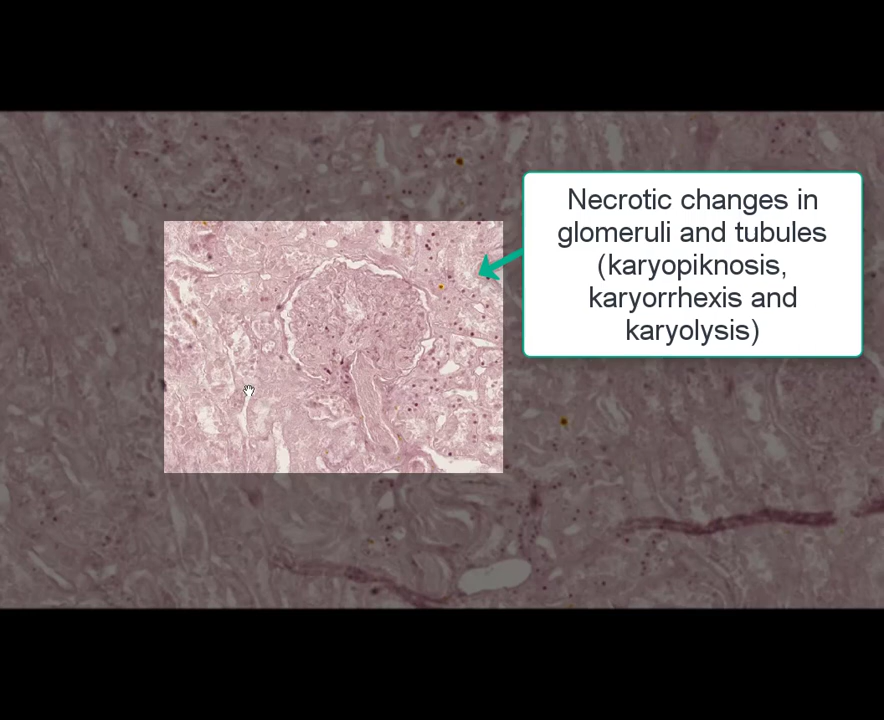 Necrotic changes in
glomeruli and tubules
(karyopiknosis,
karyorrhexis and
karyolysis)